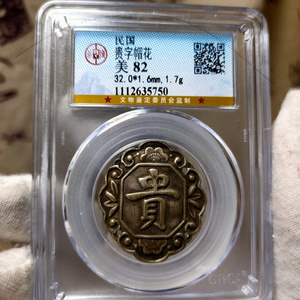 民国
贵字帽花
美 82
32.0*1.6mm,1.7g
1112635750
文物鉴定委员会监制
貴